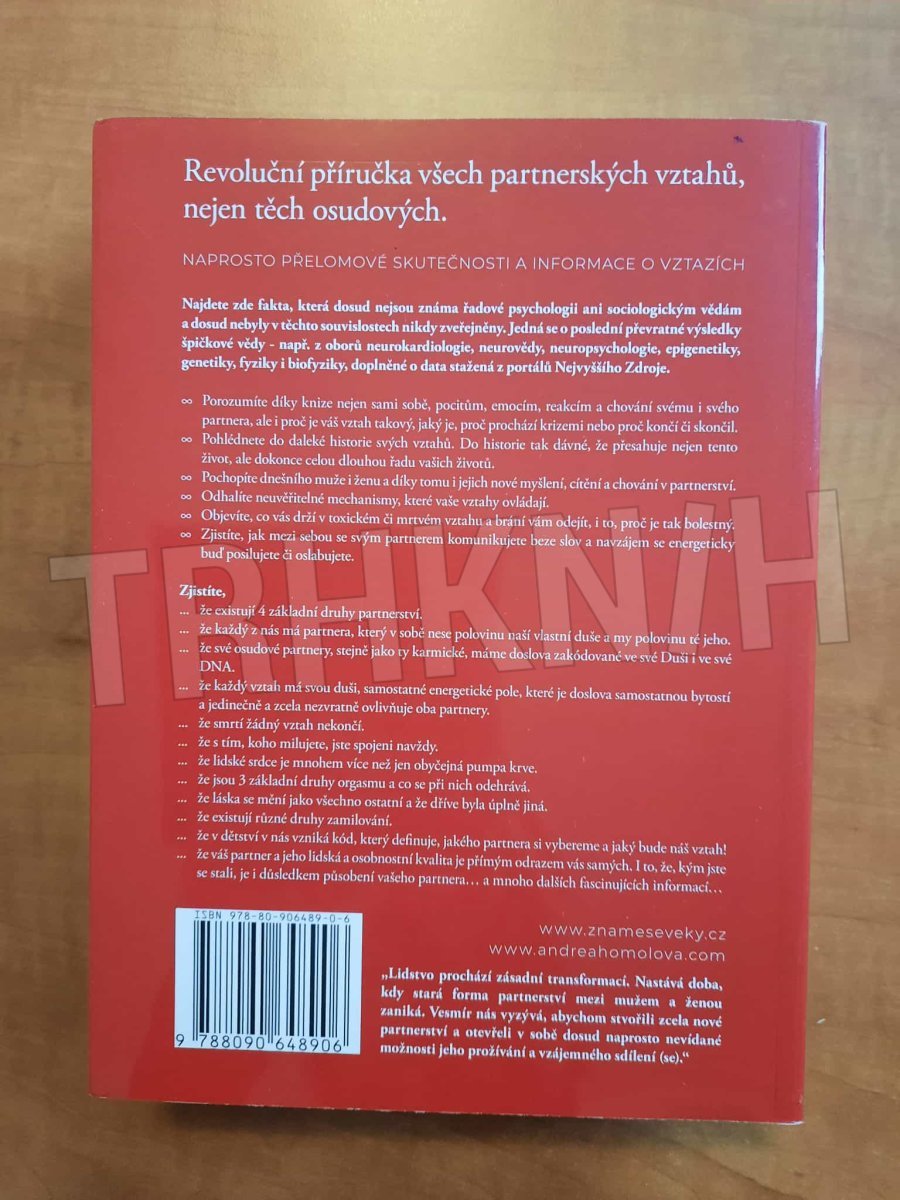 Revoluční příručka všech partnerských vztahů,
nejen těch osudových.
NAPROSTO PŘELOMOVÉ SKUTEČNOSTI A INFORMACE O VZTAZÍCH
Najdete zde fakta, která dosud nejsou známa řadové psychologii ani sociologickým vědám
a dosud nebyly v těchto souvislostech nikdy zveřejněny. Jedná se o poslední převratné výsledky
špičkové vědy - např. z oborů neurokardiologie, neurovědy, neuropsychologie, epigenetiky,
genetiky, fyziky i biofyziky, doplněné o data stažená z portálů Nejvyššího Zdroje.
∞ Porozumíte díky knize nejen sami sobě, pocitům, emocím, reakcím a chování svému i svého
partnera, ale i proč je váš vztah takový, jaký je, proč prochází krizemi nebo proč končí či skončil.
∞ Pohlédnete do daleké historie svých vztahů. Do historie tak dávné, že přesahuje nejen tento
život, ale dokonce celou dlouhou řadu vašich životů.
∞ Pochopíte dnešního muže i ženu a díky tomu i jejich nové myšlení, cítění a chování v partnerství.
∞ Odhalíte neuvěřitelné mechanismy, které vaše vztahy ovládají.
∞ Objevíte, co vás drží v toxickém či mrtvém vztahu a brání vám odejít, i to, proč je tak bolestný.
∞ Zjistíte, jak mezi sebou se svým partnerem komunikujete beze slov a navzájem se energeticky
buď posilujete či oslabujete.
TRHKNIH
Zjistíte,
... že existují 4 základní druhy partnerství.
... že každý z nás má partnera, který v sobě nese polovinu naší vlastní duše a my polovinu té jeho.
... že své osudové partnery, stejně jako ty karmické, máme doslova zakódované ve své Duši i ve své
DNA.
... že každý vztah má svou duši, samostatné energetické pole, které je doslova samostatnou bytostí
a jedinečně a zcela nezvratně ovlivňuje oba partnery.
... že smrtí žádný vztah nekončí.
... že s tím, koho milujete, jste spojeni navždy.
... že lidské srdce je mnohem více než jen obyčejná pumpa krve.
... že jsou 3 základní druhy orgasmu a co se při nich odehrává.
... že láska se mění jako všechno ostatní a že dříve byla úplně jiná.
... že existují různé druhy zamilování.
... že v dětství v nás vzniká kód, který definuje, jakého partnera si vybereme a jaký bude náš vztah!
... že váš partner a jeho lidská a osobnostní kvalita je přímým odrazem vás samých. I to, že, kým jste
se stali, je i důsledkem působení vašeho partnera… a mnoho dalších fascinujících informací…
ISBN 978-80-906489-0-6
9 788090 648906
www.znameseveky.cz
www.andreahomolova.com
„Lidstvo prochází zásadní transformací. Nastává doba,
kdy stará forma partnerství mezi mužem a ženou
zaniká. Vesmír nás vyzývá, abychom stvořili zcela nové
partnerství a otevřeli v sobě dosud naprosto nevídané
možnosti jeho prožívání a vzájemného sdílení (se).“